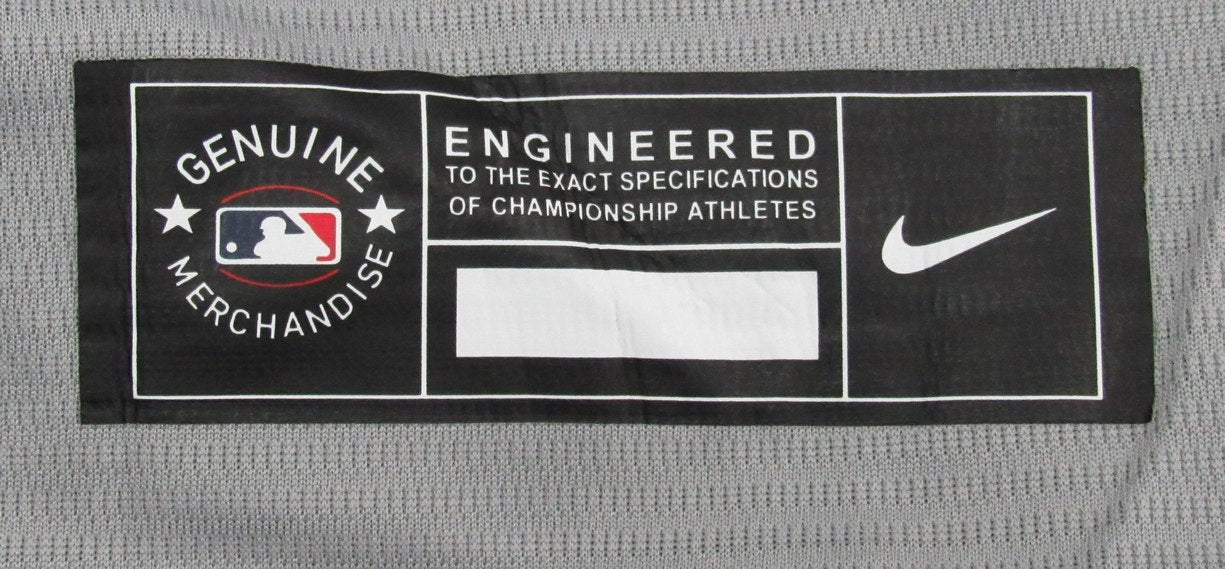 GENUINE
MERCHANDISE
ENGINEERED
TO THE EXACT SPECIFICATIONS
OF CHAMPIONSHIP ATHLETES